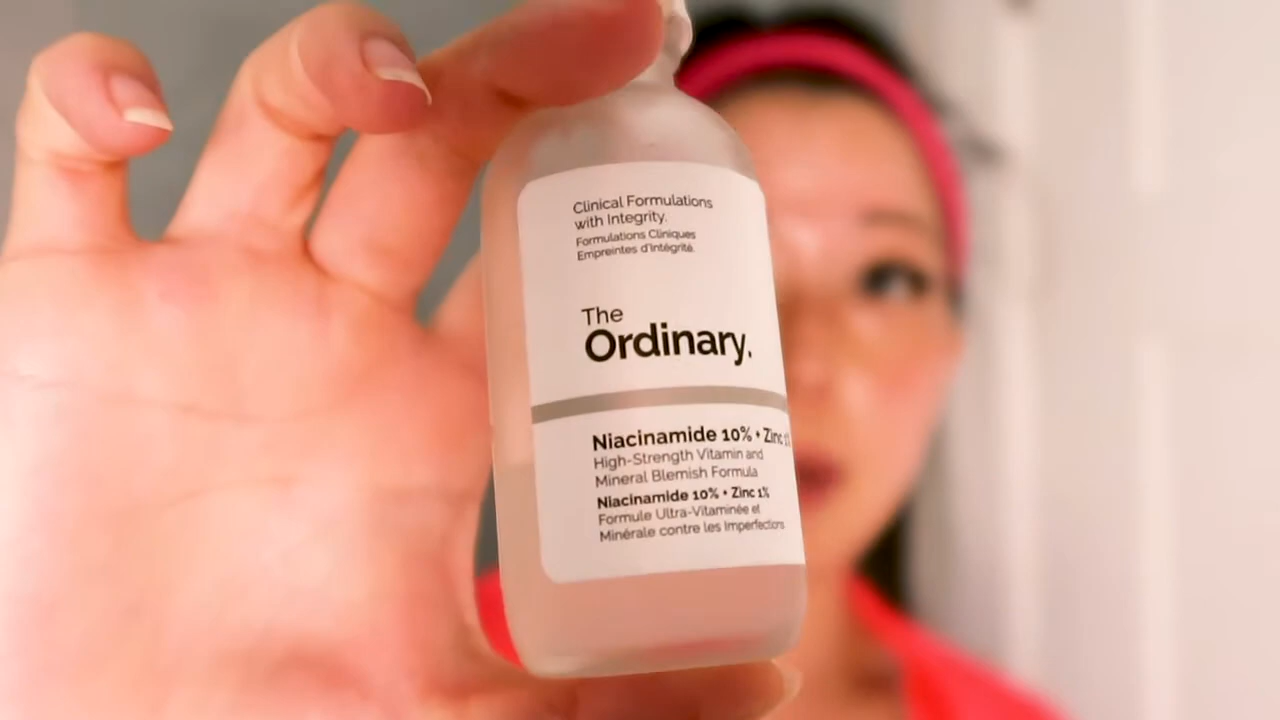 Clinical Formulations
with Integrity.
Formulations Cliniques
Empreintes d'Intégrité.
The
Ordinary.
Niacinamide 10% + Zinc 1%
High-Strength Vitamin and
Mineral Blemish Formula
Niacinamide 10% + Zinc 1%
Formule Ultra-Vitaminée et
Minérale contre les Imperfections